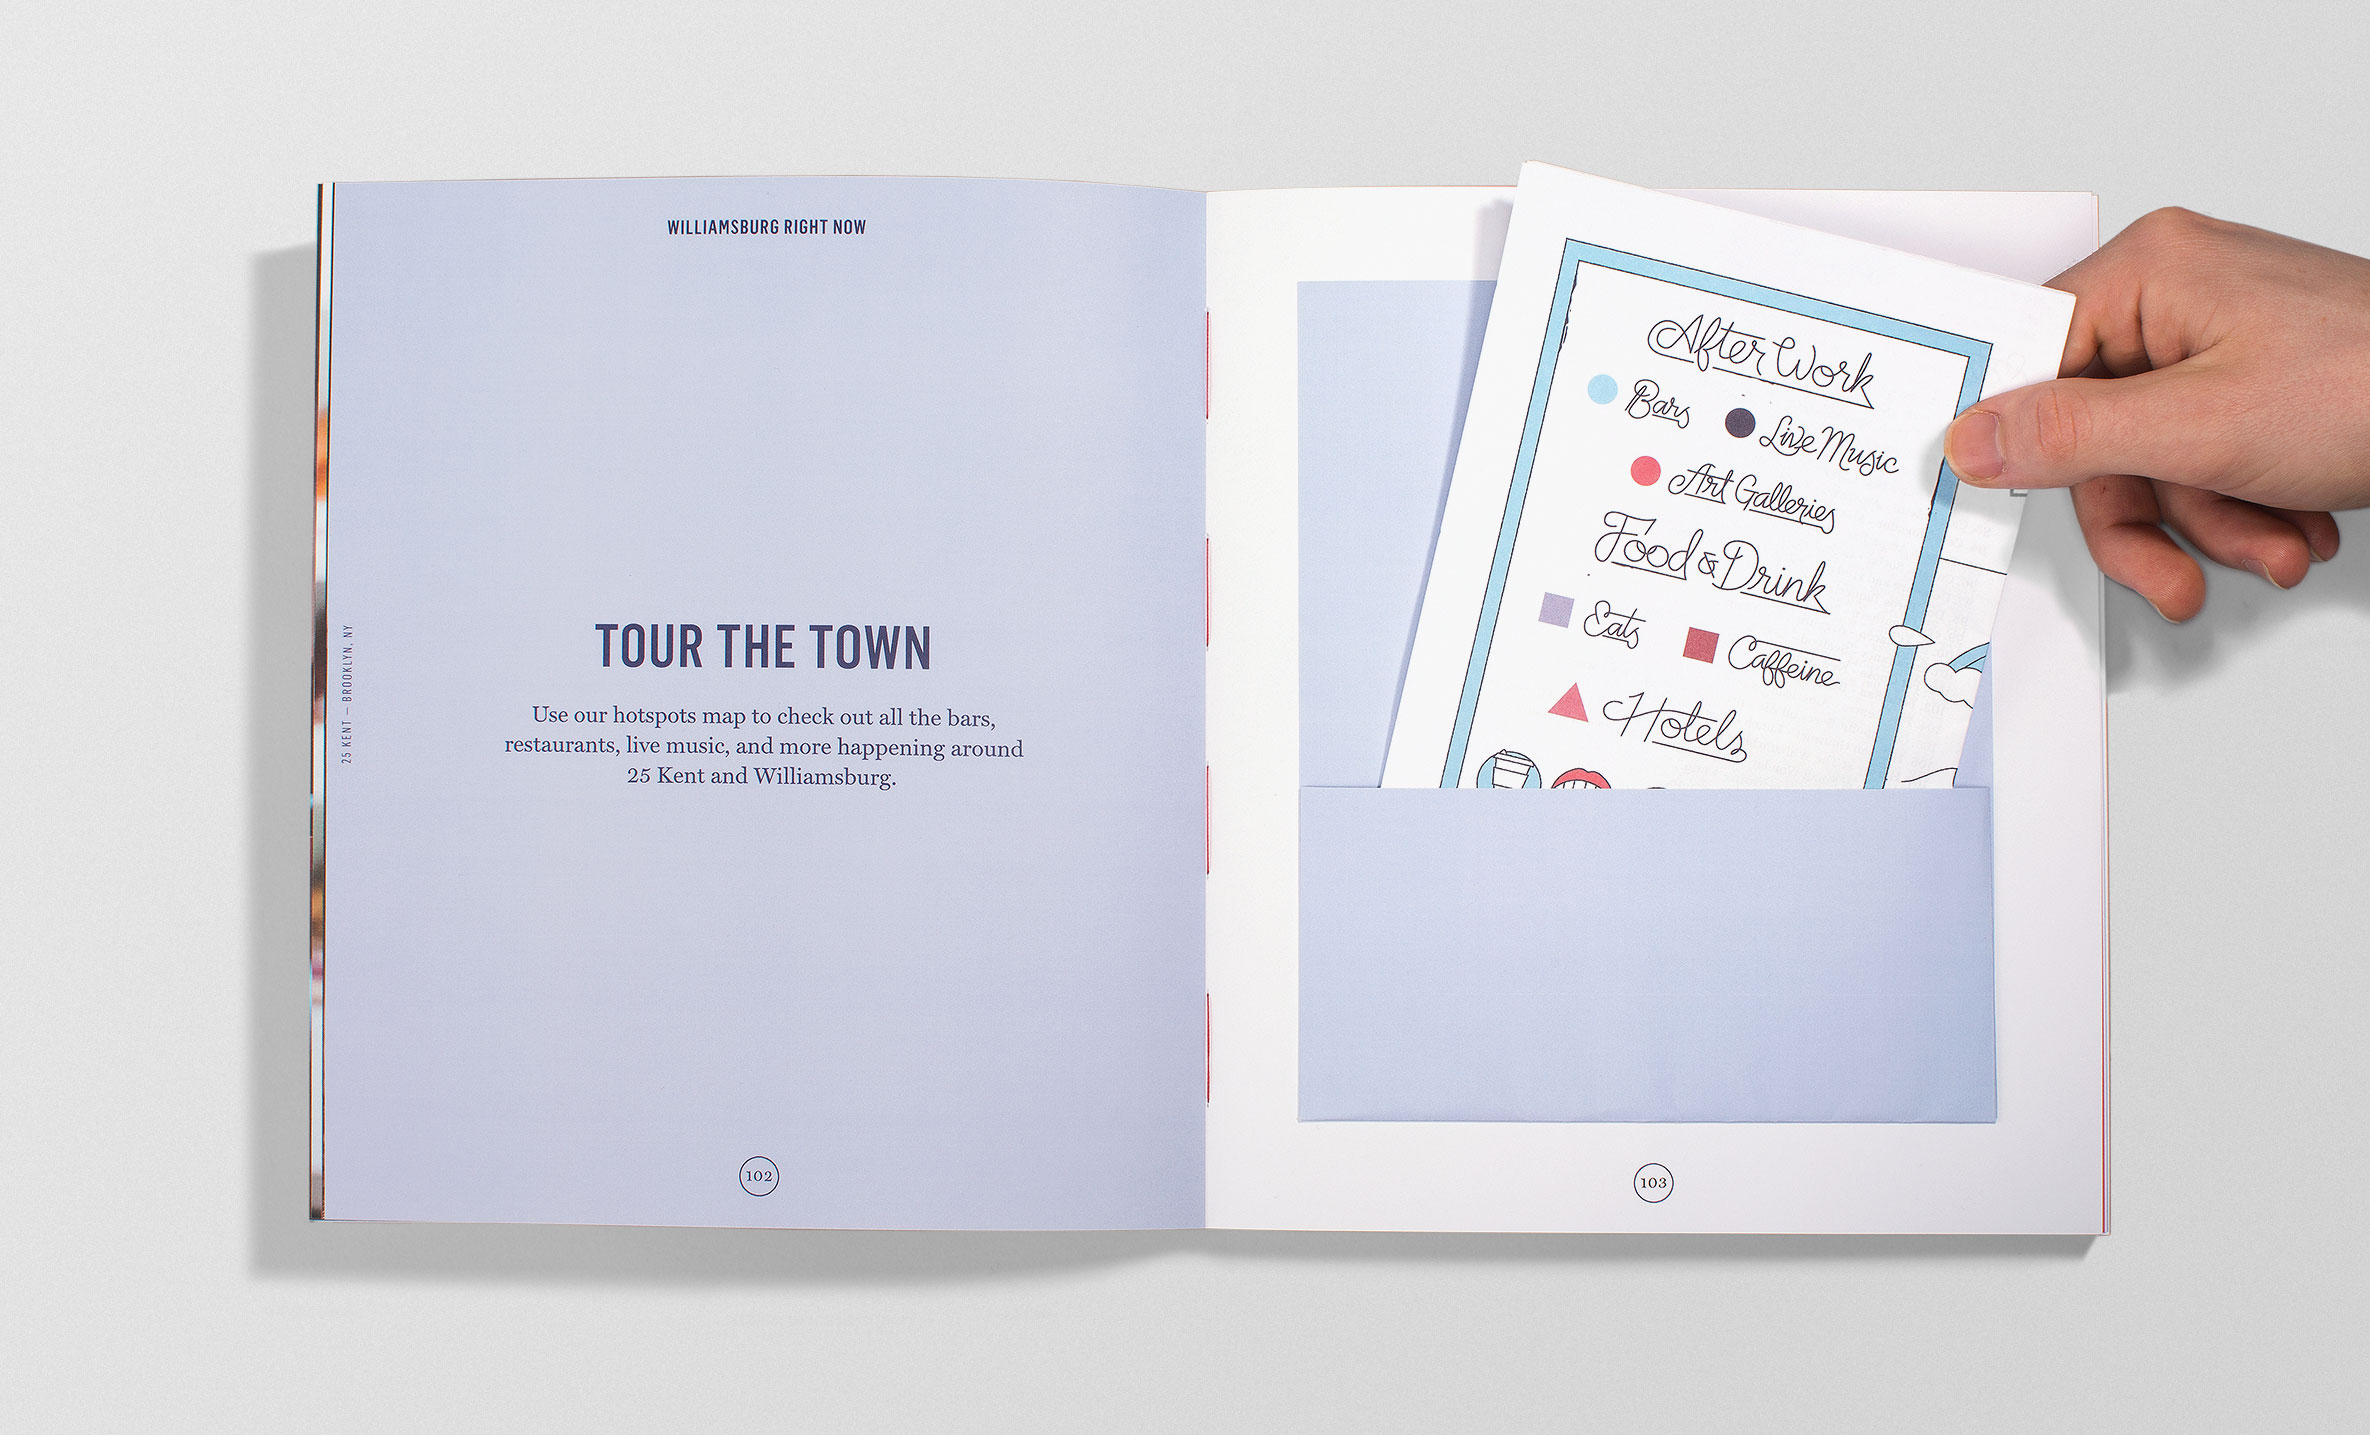 WILLIAMSBURG RIGHT NOW
25 KENT — BROOKLYN, NY
TOUR THE TOWN
Use our hotspots map to check out all the bars,
restaurants, live music, and more happening around
25 Kent and Williamsburg.
102
After Work
Bars
Live Music
Art Galleries
Food & Drink
Eats
Caffeine
Hotels
103